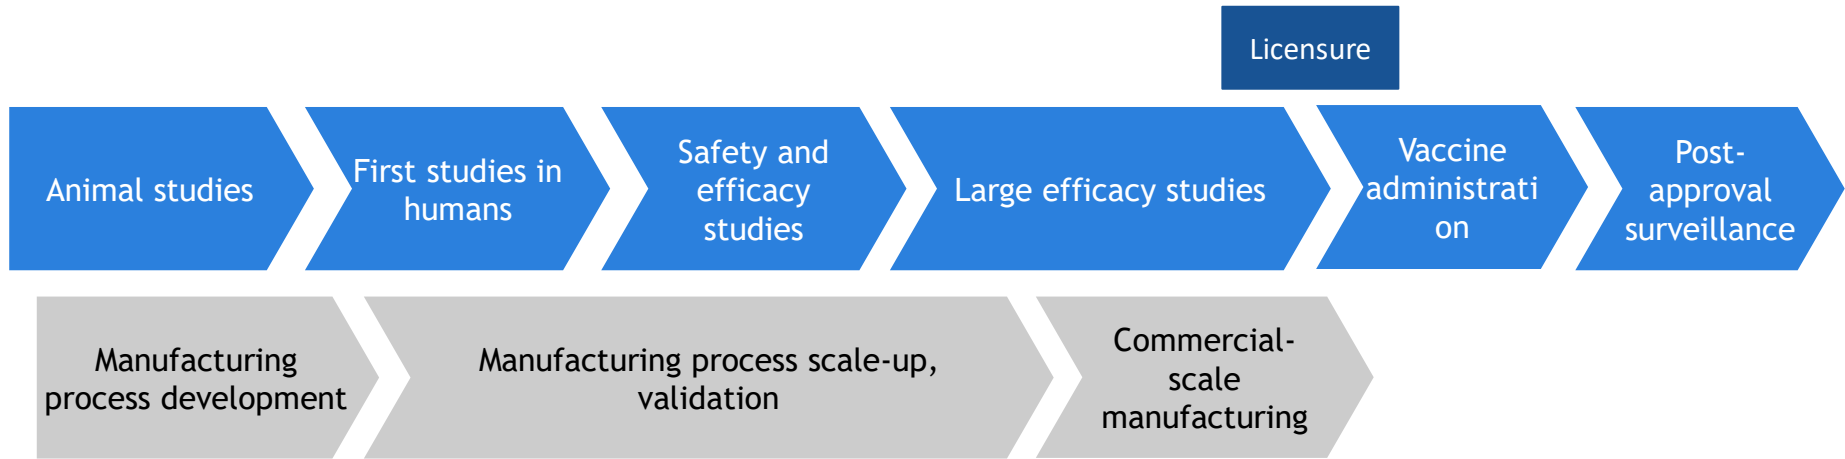 Licensure
Animal studies
First studies in
humans
Safety and
efficacy
studies
Large efficacy studies
Vaccine
administrati
on
Post-
approval
surveillance
Manufacturing
process development
Manufacturing process scale-up,
validation
Commercial-
scale
manufacturing